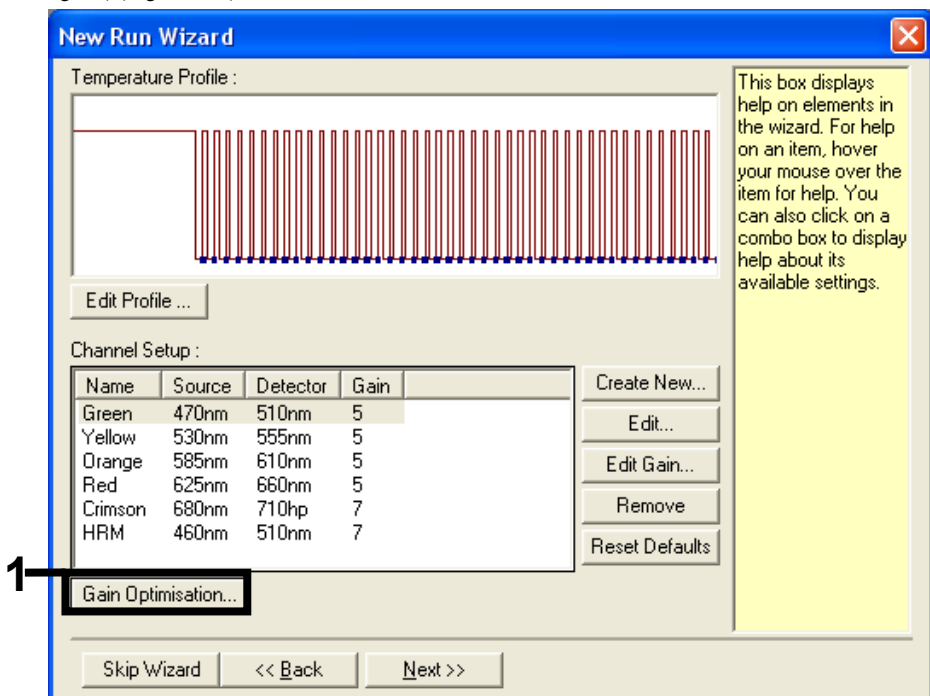 New Run Wizard
Temperature Profile :
This box displays
help on elements in
the wizard. For help
on an item, hover
your mouse over the
item for help. You
can also click on a
combo box to display
help about its
available settings.
Edit Profile ...
Channel Setup :
Name Source Detector Gain
Green 470nm 510nm 5
Yellow 530nm 555nm 5
Orange 585nm 610nm 5
Red 625nm 660nm 5
Crimson 680nm 710hp 7
HRM 460nm 510nm 7
Create New...
Edit...
Edit Gain...
Remove
Reset Defaults
1
Gain Optimisation...
Skip Wizard << Back Next >>